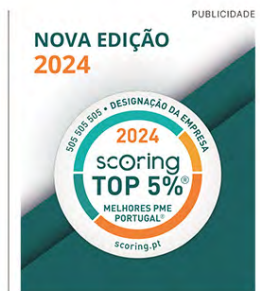 PUBLICIDADE
NOVA EDIÇÃO
2024
505 505 505 • DESIGNAÇÃO DA EMPRESA
2024
scoring
TOP 5%®
MELHORES PME
PORTUGAL®
scoring.pt